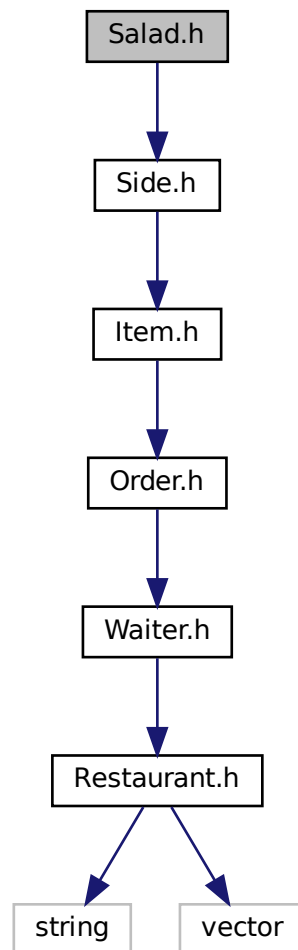 Salad.h
Side.h
Item.h
Order.h
Waiter.h
Restaurant.h
string
vector